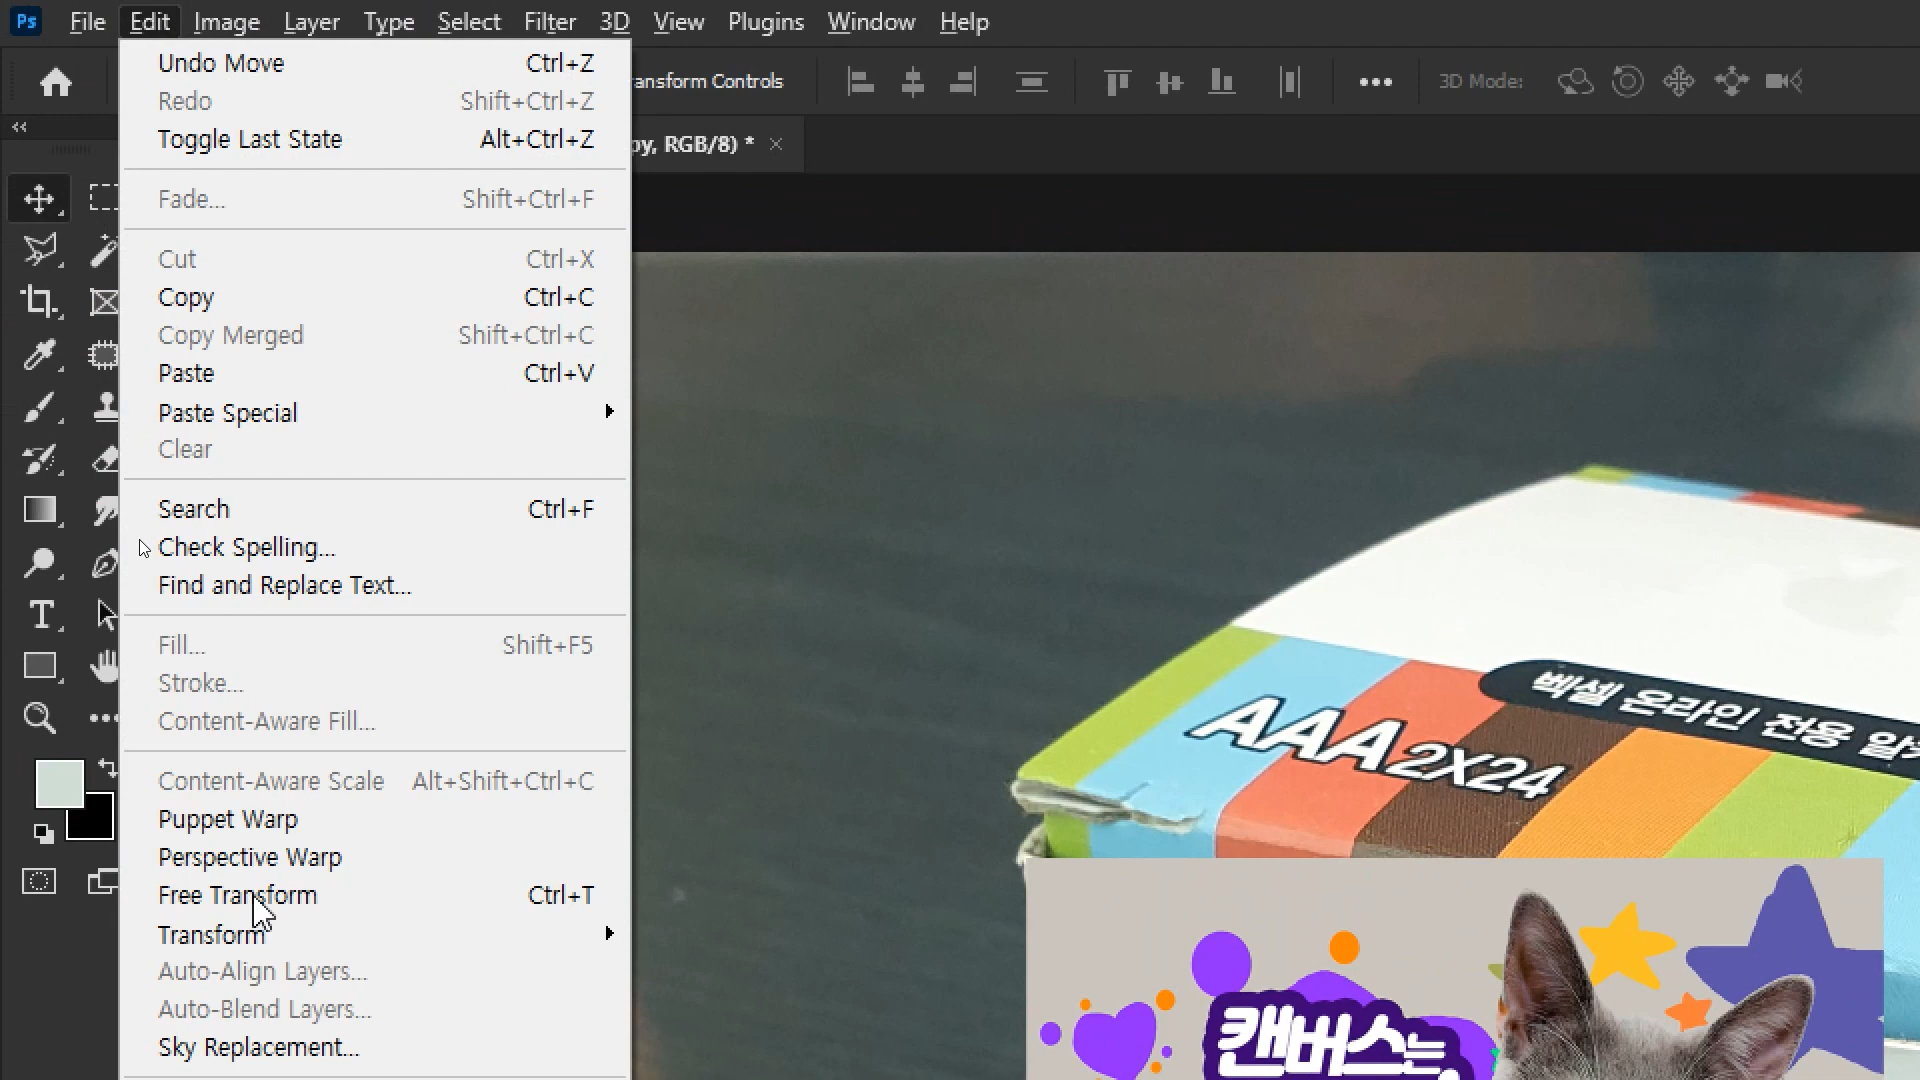 Ps File Edit Image Layer Type Select Filter 3D View Plugins Window Help
ansform Controls
3D Mode:
py, RGB/8) *
Undo Move Ctrl+Z
Redo Shift+Ctrl+Z
Toggle Last State Alt+Ctrl+Z
Fade... Shift+Ctrl+F
Cut Ctrl+X
Copy Ctrl+C
Copy Merged Shift+Ctrl+C
Paste Ctrl+V
Paste Special
Clear
Search Ctrl+F
Check Spelling...
Find and Replace Text...
Fill... Shift+F5
Stroke...
Content-Aware Fill...
Content-Aware Scale Alt+Shift+Ctrl+C
Puppet Warp
Perspective Warp
Free Transform Ctrl+T
Transform
Auto-Align Layers...
Auto-Blend Layers...
Sky Replacement...
벡셀 온라인 전용
AAA 2X24
캔버스는